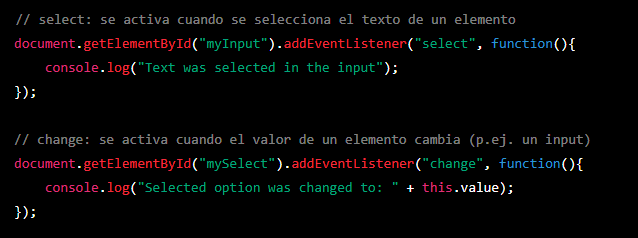 // select: se activa cuando se selecciona el texto de un elemento
document.getElementById("myInput").addEventListener("select", function(){
    console.log("Text was selected in the input");
});

// change: se activa cuando el valor de un elemento cambia (p.ej. un input)
document.getElementById("mySelect").addEventListener("change", function(){
    console.log("Selected option was changed to: " + this.value);
});